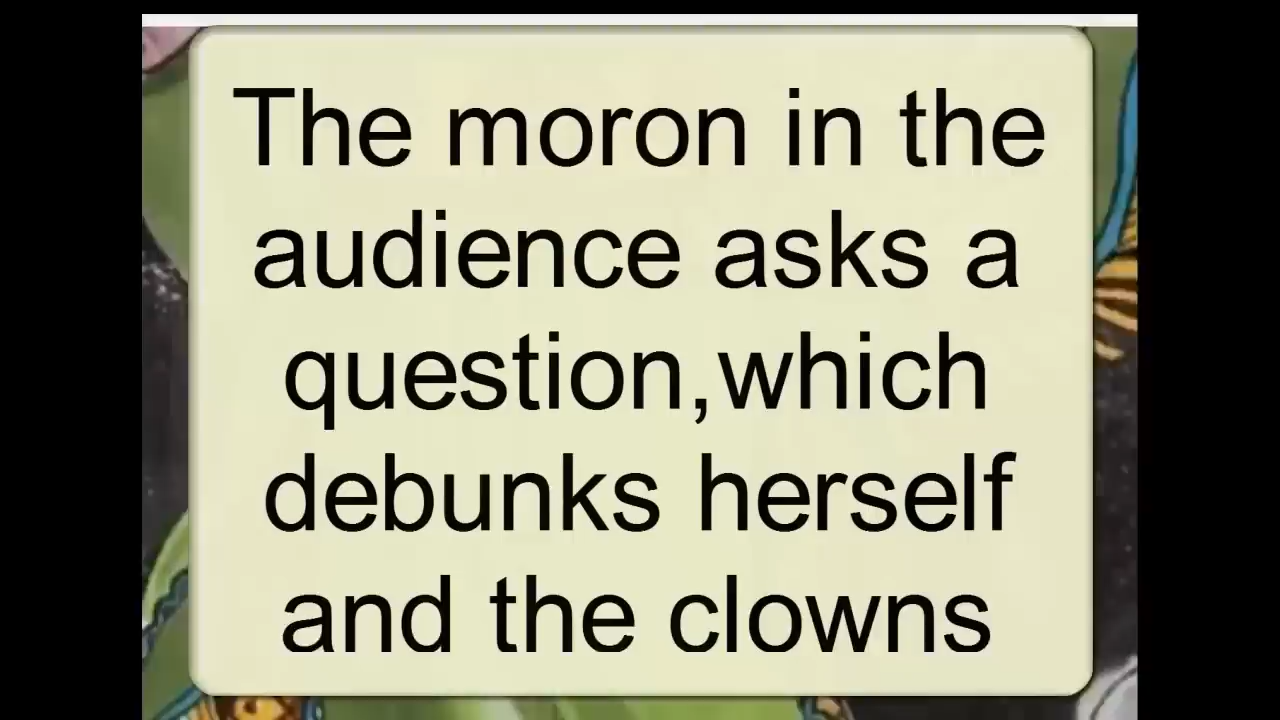 The moron in the
audience asks a
question,which
debunks herself
and the clowns